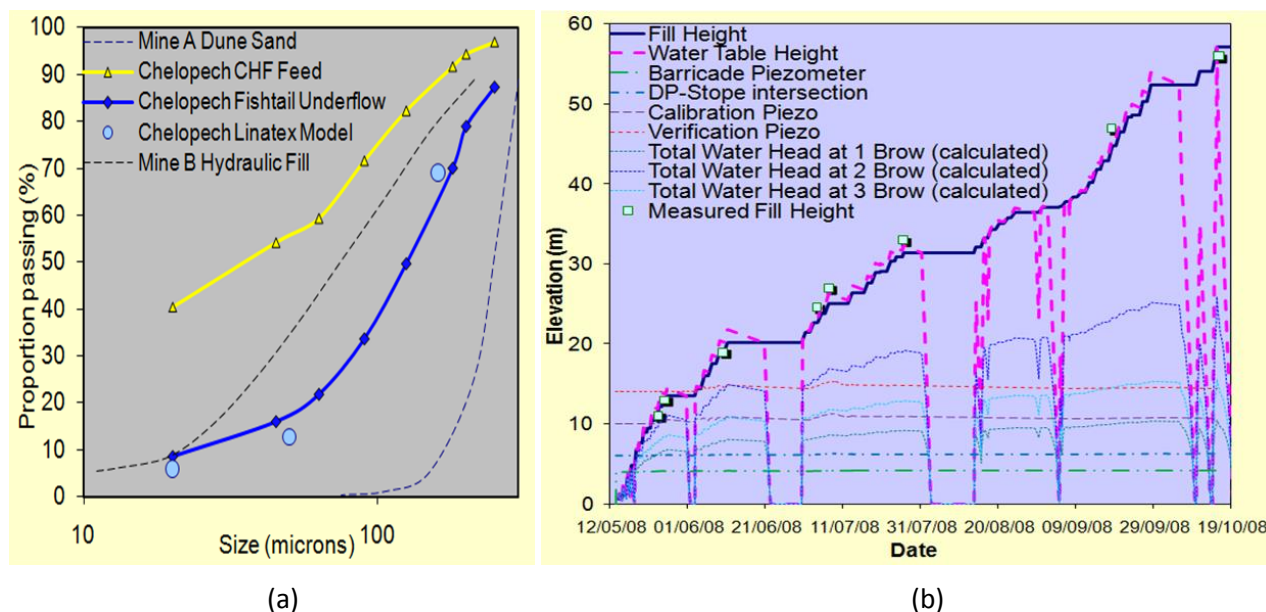 100
90
80
70
60
50
40
30
20
10
0
Proportion passing (%)
Mine A Dune Sand
Chelopech CHF Feed
Chelopech Fishtail Underflow
Chelopech Linatex Model
Mine B Hydraulic Fill
10
100
Size (microns)
(a)
60
50
40
30
20
10
0
Elevation (m)
Fill Height
Water Table Height
Barricade Piezometer
DP-Stope intersection
Calibration Piezo
Verification Piezo
Total Water Head at 1 Brow (calculated)
Total Water Head at 2 Brow (calculated)
Total Water Head at 3 Brow (calculated)
Measured Fill Height
12/05/08 01/06/08 21/06/08 11/07/08 31/07/08 20/08/08 09/09/08 29/09/08 19/10/08
Date
(b)